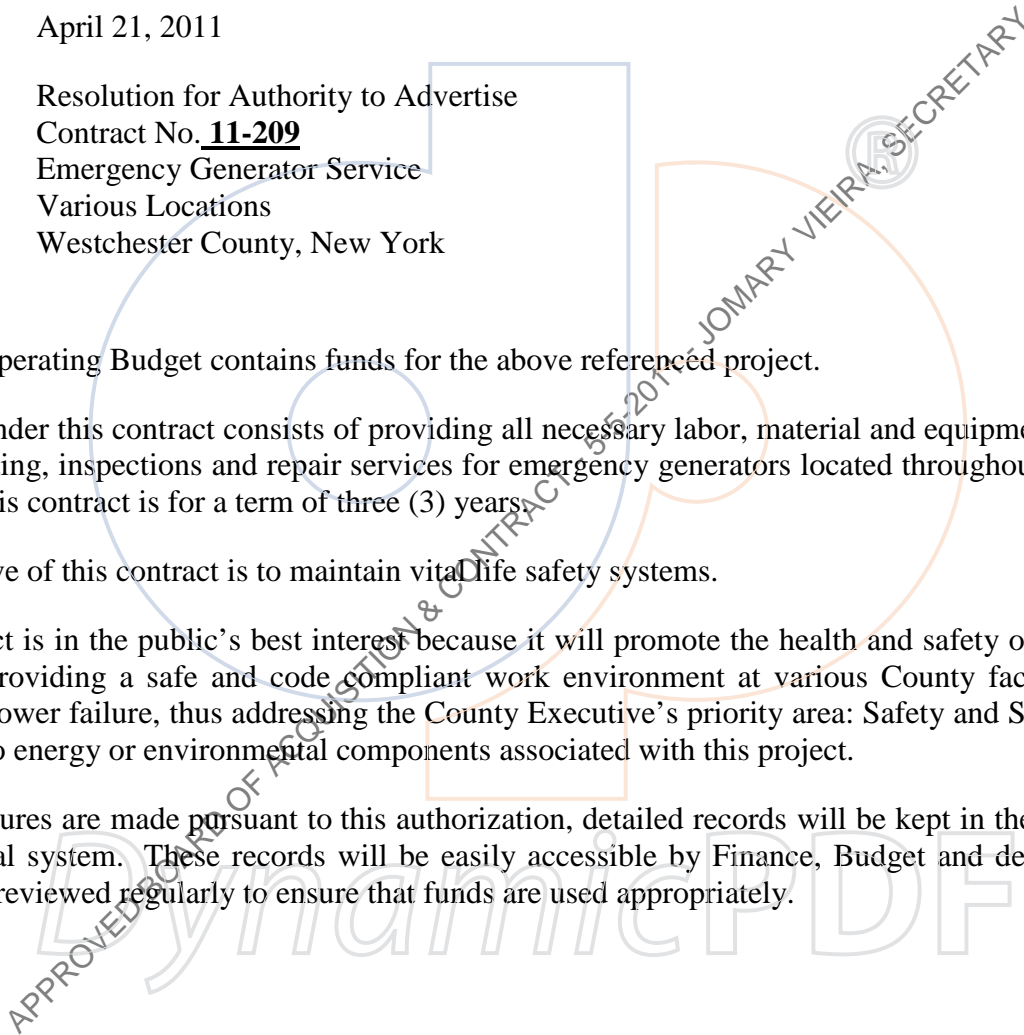 April 21, 2011
Resolution for Authority to Advertise
Contract No. 11-209
Emergency Generator Service
Various Locations
Westchester County, New York
perating Budget contains funds for the above referenced project.
nder this contract consists of providing all necessary labor, material and equipme
ting, inspections and repair services for emergency generators located throughout
is contract is for a term of three (3) years.
ve of this contract is to maintain vital life safety systems.
ct is in the public’s best interest because it will promote the health and safety o
roviding a safe and code compliant work environment at various County fac
ower failure, thus addressing the County Executive’s priority area: Safety and S
o energy or environmental components associated with this project.
ures are made pursuant to this authorization, detailed records will be kept in the
al system. These records will be easily accessible by Finance, Budget and de
reviewed regularly to ensure that funds are used appropriately.
APPROVED BOARD OF ACQUISTION & CONTRACT - 5-5-2011 - JOMARY VIEIRA, SECRETARY
DynamicPDF
®